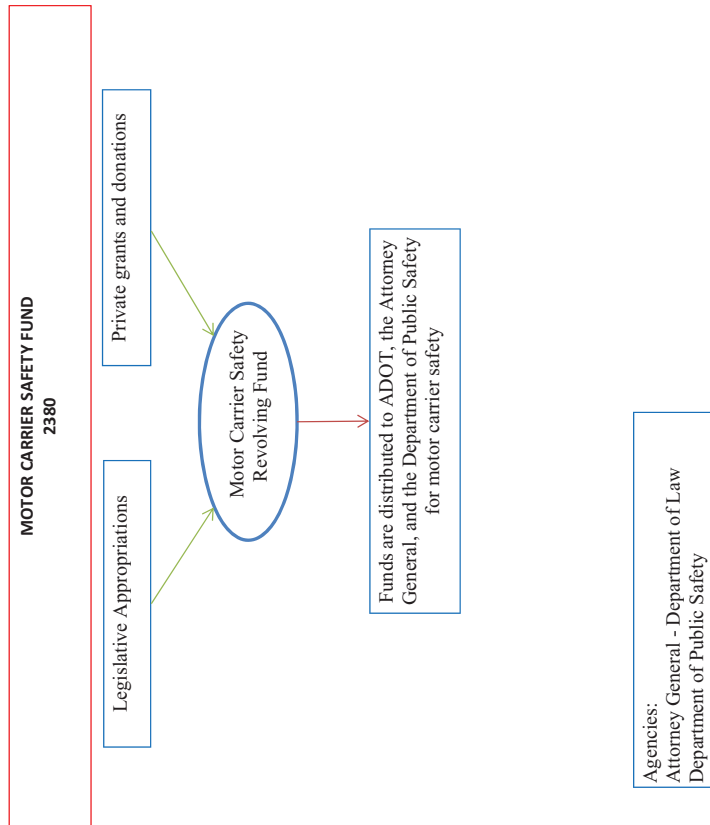 MOTOR CARRIER SAFETY FUND
2380
Legislative Appropriations
Private grants and donations
Motor Carrier Safety
Revolving Fund
Funds are distributed to ADOT, the Attorney
General, and the Department of Public Safety
for motor carrier safety
Agencies:
Attorney General - Department of Law
Department of Public Safety